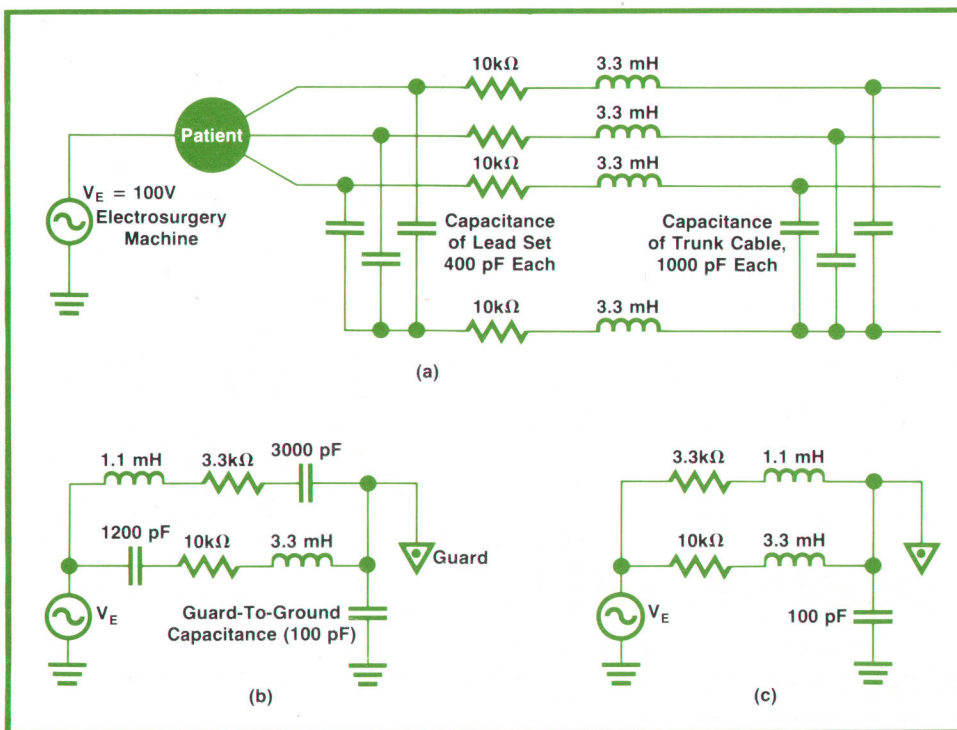 10kΩ
3.3 mH
3.3 mH
Patient
10kΩ
3.3 mH
V_E = 100V
Electrosurgery
Machine
Capacitance
of Lead Set
400 pF Each
Capacitance
of Trunk Cable,
1000 pF Each
10kΩ
3.3 mH
(a)
3000 pF
1.1 mH
3.3kΩ
1200 pF
10kΩ
3.3 mH
Guard
V_E
Guard-To-Ground
Capacitance (100 pF)
(b)
3.3kΩ
1.1 mH
10kΩ
3.3 mH
V_E
100 pF
(c)